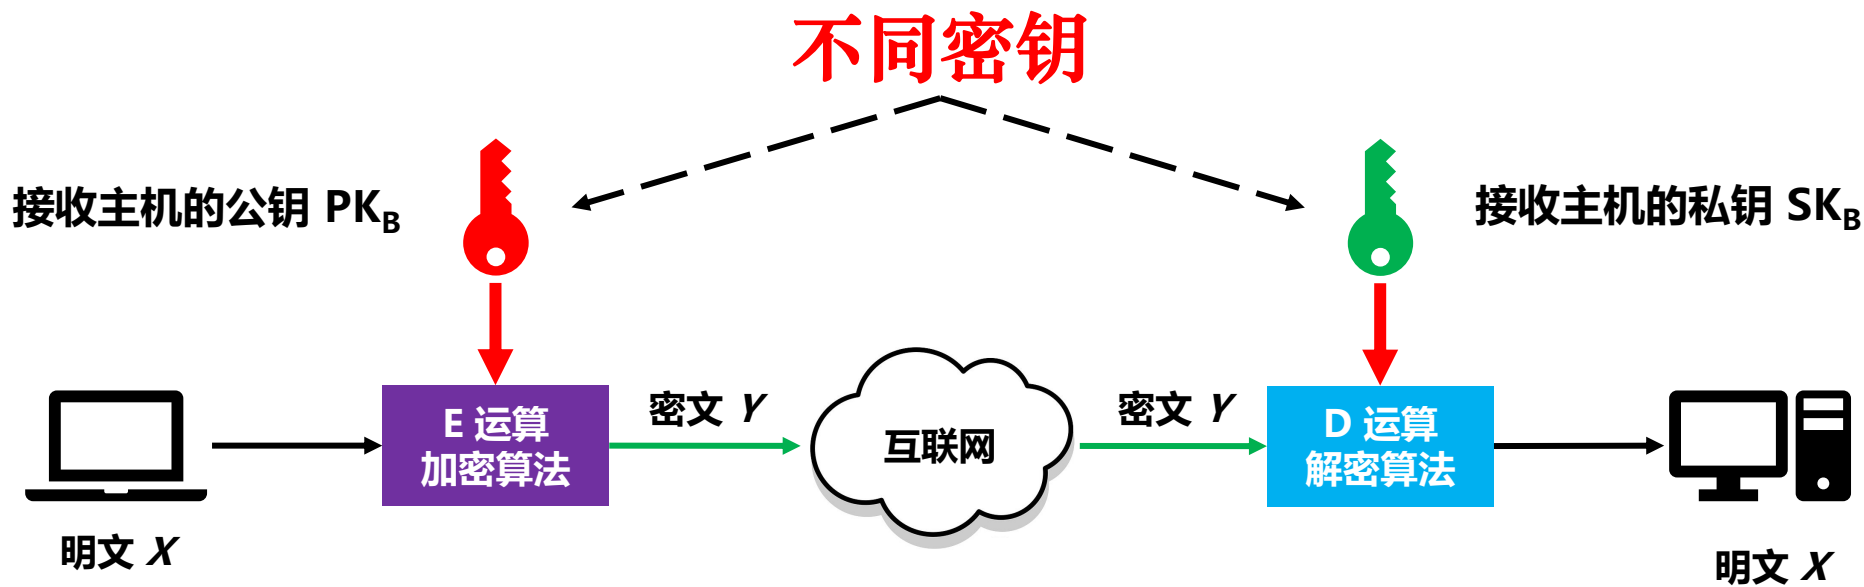 不同密钥
接收主机的公钥 PK_B
接收主机的私钥 SK_B
E 运算
加密算法
密文 Y
互联网
密文 Y
D 运算
解密算法
明文 X
明文 X